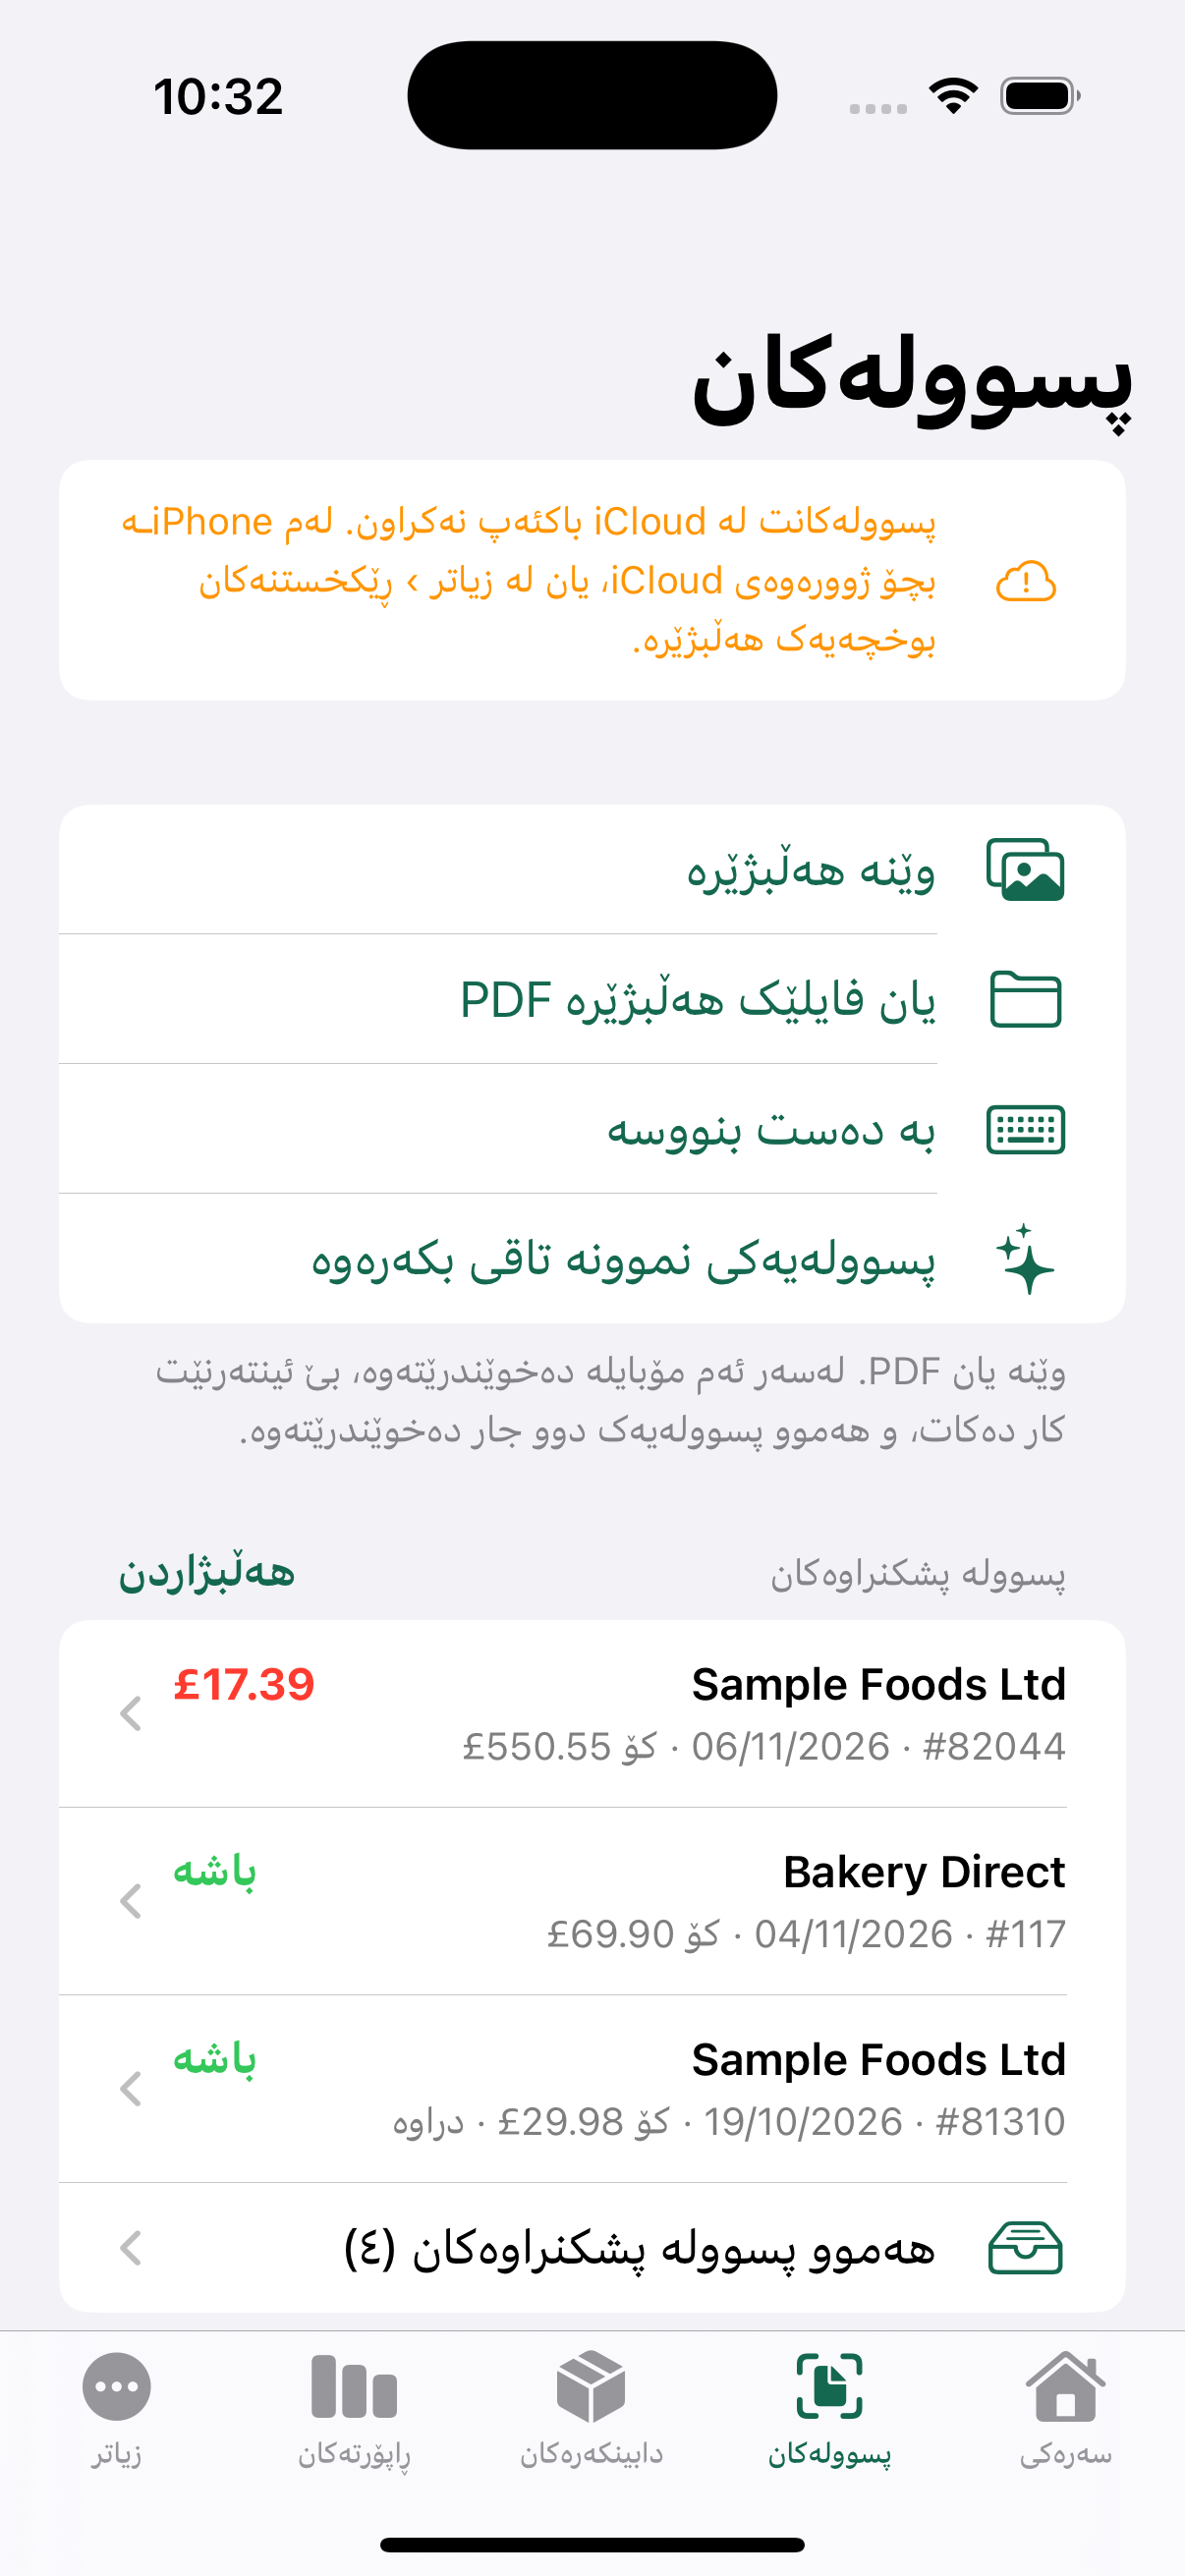 10:32
پسوولەکان
پسوولەکانت لە iCloud باکئەپ نەکراون. لەم iPhoneـە
بچۆ ژوورەوەی iCloud، یان لە زیاتر › ڕێکخستنەکان
بوخچەیەک هەڵبژێرە.
وێنە هەڵبژێرە
یان فایلێک هەڵبژێرە PDF
بە دەست بنووسە
پسوولەیەکی نموونە تاقی بکەرەوە
وێنە یان PDF. لەسەر ئەم مۆبایلە دەخوێندرێتەوە، بێ ئینتەرنێت
کار دەکات، و هەموو پسوولەیەک دوو جار دەخوێندرێتەوە.
پسوولە پشکنراوەکان
هەڵبژاردن
Sample Foods Ltd
£17.39
#82044 · 06/11/2026 · کۆ £550.55
Bakery Direct
باشە
#117 · 04/11/2026 · کۆ £69.90
Sample Foods Ltd
باشە
#81310 · 19/10/2026 · کۆ £29.98 · دراوە
هەموو پسوولە پشکنراوەکان (٤)
سەرەکی
پسوولەکان
دابینکەرەکان
ڕاپۆرتەکان
زیاتر